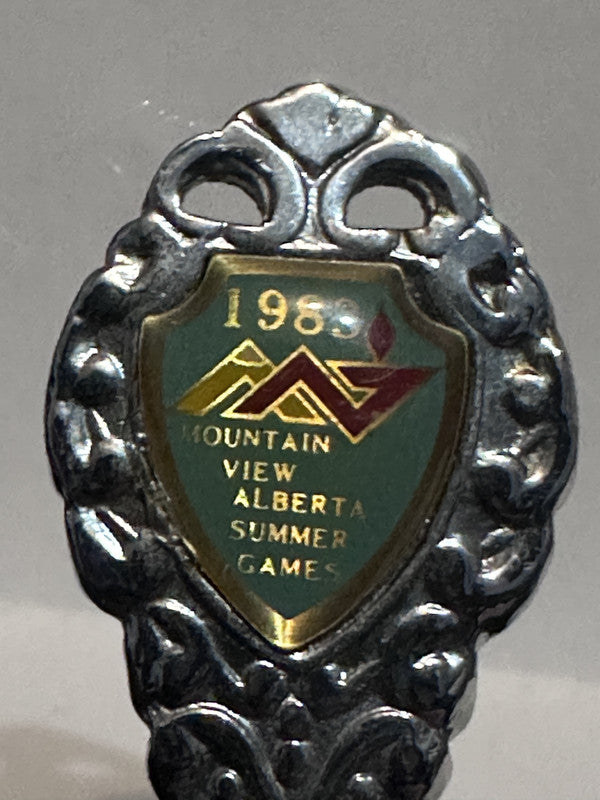 1983
MOUNTAIN
VIEW
ALBERTA
SUMMER
GAMES